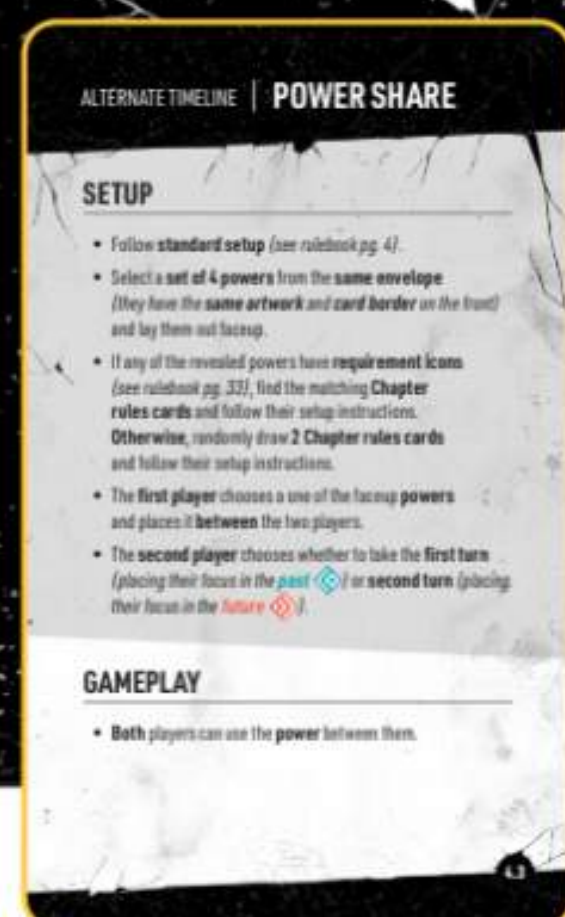 ALTERNATE TIMELINE | POWER SHARE
SETUP
• Follow standard setup (see rulebook pg. 4).
• Select a set of 4 powers from the same envelope
(they have the same artwork and card border on the front)
and lay them out faceup.
• If any of the revealed powers have requirement icons
(see rulebook pg. 33), find the matching Chapter
rules cards and follow their setup instructions.
Otherwise, randomly draw 2 Chapter rules cards
and follow their setup instructions.
• The first player chooses a one of the faceup powers
and places it between the two players.
• The second player chooses whether to take the first turn
(placing their focus in the past ) or second turn (placing
their focus in the future ).
GAMEPLAY
• Both players can use the power between them.